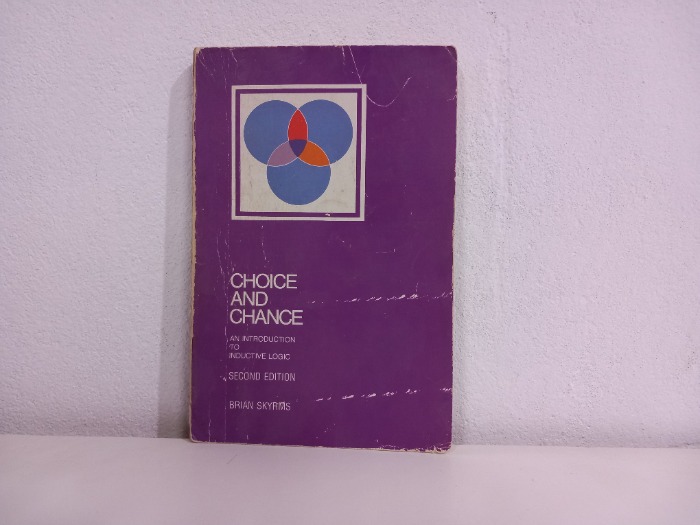 CHOICE
AND
CHANCE
AN INTRODUCTION
TO
INDUCTIVE LOGIC
SECOND EDITION
BRIAN SKYRMS